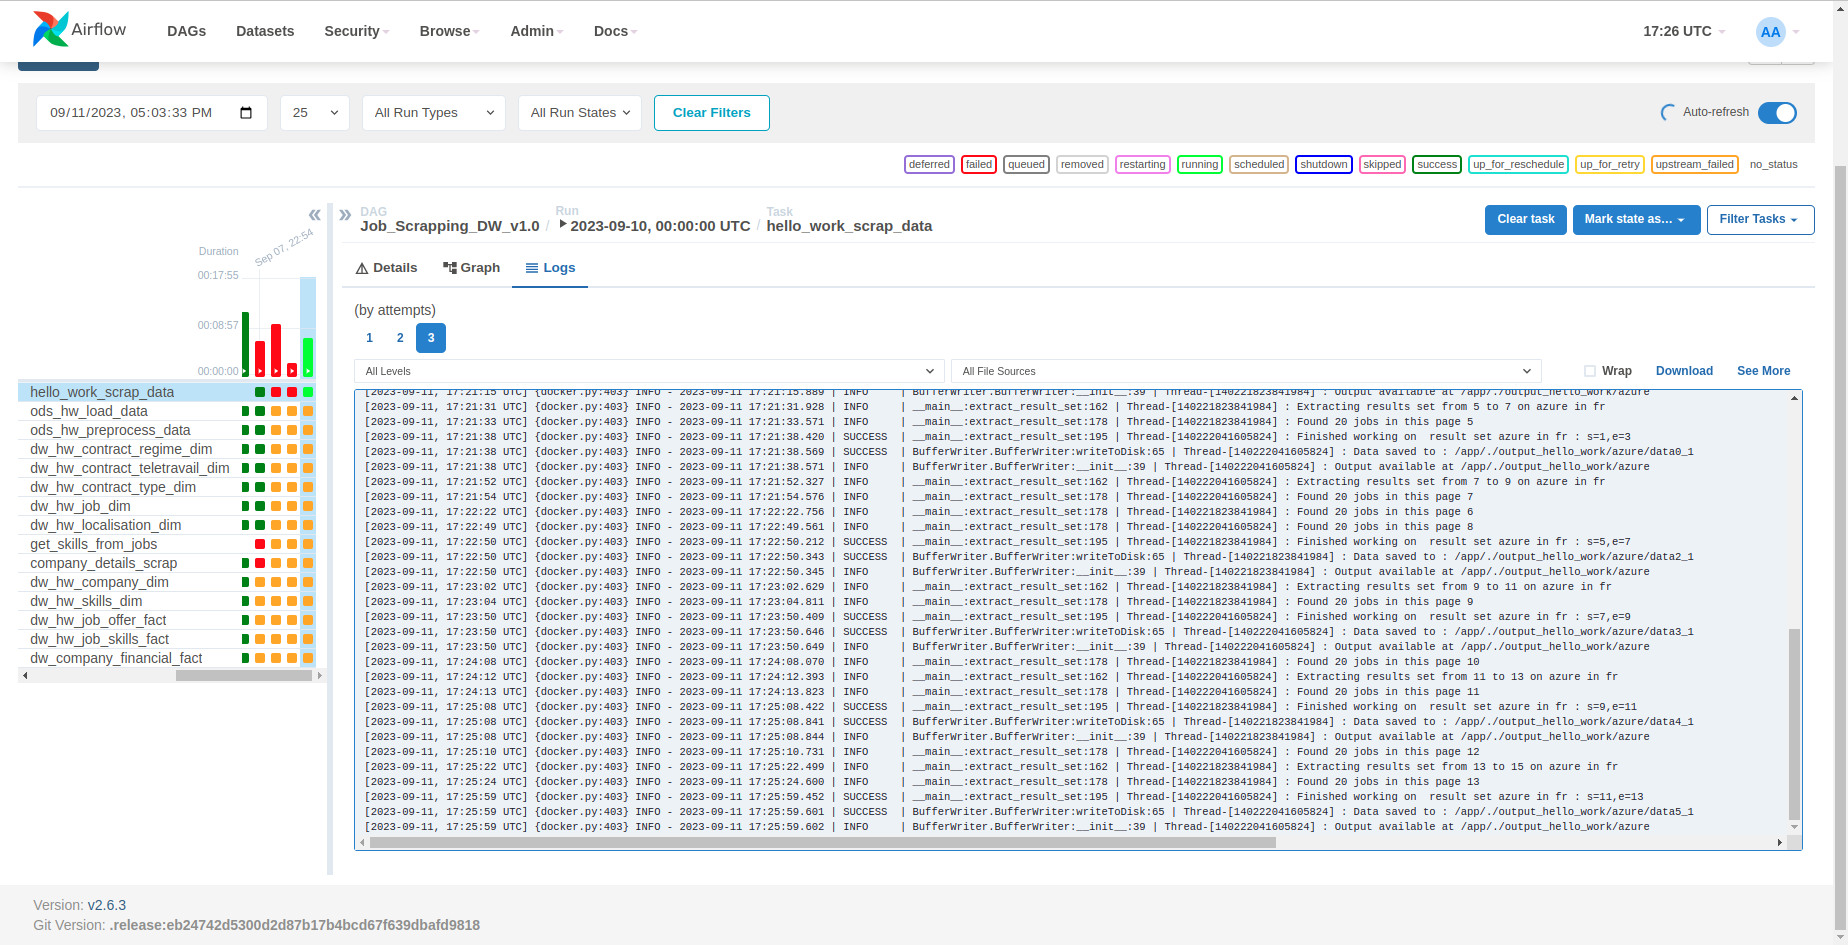 Airflow DAGs Datasets Security Browse Admin Docs 17:26 UTC AA
09/11/2023, 05:03:33 PM 25 All Run Types All Run States Clear Filters Auto-refresh
deferred failed queued removed restarting running scheduled shutdown skipped success up_for_reschedule up_for_retry upstream_failed no_status
« » DAG Run Task
Job_Scrapping_DW_v1.0 / 2023-09-10, 00:00:00 UTC / hello_work_scrap_data Clear task Mark state as... Filter Tasks
Duration Sep 07, 22:54
00:17:55
00:08:57
00:00:00
hello_work_scrap_data
ods_hw_load_data
ods_hw_preprocess_data
dw_hw_contract_regime_dim
dw_hw_contract_teletravail_dim
dw_hw_contract_type_dim
dw_hw_job_dim
dw_hw_localisation_dim
get_skills_from_jobs
company_details_scrap
dw_hw_company_dim
dw_hw_skills_dim
dw_hw_job_offer_fact
dw_hw_job_skills_fact
dw_company_financial_fact
Details Graph Logs
(by attempts)
1 2 3
All Levels All File Sources Wrap Download See More
[2023-09-11, 17:21:15 UTC] {docker.py:403} INFO - 2023-09-11 17:21:15.889 | INFO | BufferWriter.BufferWriter:__init__:39 | Thread-[140221823841984] : Output available at /app/./output_hello_work/azure
[2023-09-11, 17:21:31 UTC] {docker.py:403} INFO - 2023-09-11 17:21:31.928 | INFO | __main__:extract_result_set:162 | Thread-[140221823841984] : Extracting results set from 5 to 7 on azure in fr
[2023-09-11, 17:21:33 UTC] {docker.py:403} INFO - 2023-09-11 17:21:33.571 | INFO | __main__:extract_result_set:178 | Thread-[140221823841984] : Found 20 jobs in this page 5
[2023-09-11, 17:21:38 UTC] {docker.py:403} INFO - 2023-09-11 17:21:38.420 | SUCCESS | __main__:extract_result_set:195 | Thread-[140222041605824] : Finished working on result set azure in fr : s=1,e=3
[2023-09-11, 17:21:38 UTC] {docker.py:403} INFO - 2023-09-11 17:21:38.569 | SUCCESS | BufferWriter.BufferWriter:writeToDisk:65 | Thread-[140222041605824] : Data saved to : /app/./output_hello_work/azure/data0_1
[2023-09-11, 17:21:38 UTC] {docker.py:403} INFO - 2023-09-11 17:21:38.571 | INFO | BufferWriter.BufferWriter:__init__:39 | Thread-[140222041605824] : Output available at /app/./output_hello_work/azure
[2023-09-11, 17:21:52 UTC] {docker.py:403} INFO - 2023-09-11 17:21:52.327 | INFO | __main__:extract_result_set:162 | Thread-[140222041605824] : Extracting results set from 7 to 9 on azure in fr
[2023-09-11, 17:21:54 UTC] {docker.py:403} INFO - 2023-09-11 17:21:54.576 | INFO | __main__:extract_result_set:178 | Thread-[140222041605824] : Found 20 jobs in this page 7
[2023-09-11, 17:22:22 UTC] {docker.py:403} INFO - 2023-09-11 17:22:22.756 | INFO | __main__:extract_result_set:178 | Thread-[140221823841984] : Found 20 jobs in this page 6
[2023-09-11, 17:22:49 UTC] {docker.py:403} INFO - 2023-09-11 17:22:49.561 | INFO | __main__:extract_result_set:178 | Thread-[140222041605824] : Found 20 jobs in this page 8
[2023-09-11, 17:22:50 UTC] {docker.py:403} INFO - 2023-09-11 17:22:50.212 | SUCCESS | __main__:extract_result_set:195 | Thread-[140221823841984] : Finished working on result set azure in fr : s=5,e=7
[2023-09-11, 17:22:50 UTC] {docker.py:403} INFO - 2023-09-11 17:22:50.343 | SUCCESS | BufferWriter.BufferWriter:writeToDisk:65 | Thread-[140221823841984] : Data saved to : /app/./output_hello_work/azure/data2_1
[2023-09-11, 17:22:50 UTC] {docker.py:403} INFO - 2023-09-11 17:22:50.345 | INFO | BufferWriter.BufferWriter:__init__:39 | Thread-[140221823841984] : Output available at /app/./output_hello_work/azure
[2023-09-11, 17:23:02 UTC] {docker.py:403} INFO - 2023-09-11 17:23:02.629 | INFO | __main__:extract_result_set:162 | Thread-[140221823841984] : Extracting results set from 9 to 11 on azure in fr
[2023-09-11, 17:23:04 UTC] {docker.py:403} INFO - 2023-09-11 17:23:04.811 | INFO | __main__:extract_result_set:178 | Thread-[140221823841984] : Found 20 jobs in this page 9
[2023-09-11, 17:23:50 UTC] {docker.py:403} INFO - 2023-09-11 17:23:50.409 | SUCCESS | __main__:extract_result_set:195 | Thread-[140222041605824] : Finished working on result set azure in fr : s=7,e=9
[2023-09-11, 17:23:50 UTC] {docker.py:403} INFO - 2023-09-11 17:23:50.646 | SUCCESS | BufferWriter.BufferWriter:writeToDisk:65 | Thread-[140222041605824] : Data saved to : /app/./output_hello_work/azure/data3_1
[2023-09-11, 17:23:50 UTC] {docker.py:403} INFO - 2023-09-11 17:23:50.649 | INFO | BufferWriter.BufferWriter:__init__:39 | Thread-[140222041605824] : Output available at /app/./output_hello_work/azure
[2023-09-11, 17:24:08 UTC] {docker.py:403} INFO - 2023-09-11 17:24:08.070 | INFO | __main__:extract_result_set:178 | Thread-[140221823841984] : Found 20 jobs in this page 10
[2023-09-11, 17:24:12 UTC] {docker.py:403} INFO - 2023-09-11 17:24:12.393 | INFO | __main__:extract_result_set:162 | Thread-[140222041605824] : Extracting results set from 11 to 13 on azure in fr
[2023-09-11, 17:24:13 UTC] {docker.py:403} INFO - 2023-09-11 17:24:13.823 | INFO | __main__:extract_result_set:178 | Thread-[140222041605824] : Found 20 jobs in this page 11
[2023-09-11, 17:25:08 UTC] {docker.py:403} INFO - 2023-09-11 17:25:08.422 | SUCCESS | __main__:extract_result_set:195 | Thread-[140221823841984] : Finished working on result set azure in fr : s=9,e=11
[2023-09-11, 17:25:08 UTC] {docker.py:403} INFO - 2023-09-11 17:25:08.841 | SUCCESS | BufferWriter.BufferWriter:writeToDisk:65 | Thread-[140221823841984] : Data saved to : /app/./output_hello_work/azure/data4_1
[2023-09-11, 17:25:08 UTC] {docker.py:403} INFO - 2023-09-11 17:25:08.844 | INFO | BufferWriter.BufferWriter:__init__:39 | Thread-[140221823841984] : Output available at /app/./output_hello_work/azure
[2023-09-11, 17:25:10 UTC] {docker.py:403} INFO - 2023-09-11 17:25:10.731 | INFO | __main__:extract_result_set:178 | Thread-[140222041605824] : Found 20 jobs in this page 12
[2023-09-11, 17:25:22 UTC] {docker.py:403} INFO - 2023-09-11 17:25:22.499 | INFO | __main__:extract_result_set:162 | Thread-[140221823841984] : Extracting results set from 13 to 15 on azure in fr
[2023-09-11, 17:25:24 UTC] {docker.py:403} INFO - 2023-09-11 17:25:24.600 | INFO | __main__:extract_result_set:178 | Thread-[140221823841984] : Found 20 jobs in this page 13
[2023-09-11, 17:25:59 UTC] {docker.py:403} INFO - 2023-09-11 17:25:59.452 | SUCCESS | __main__:extract_result_set:195 | Thread-[140222041605824] : Finished working on result set azure in fr : s=11,e=13
[2023-09-11, 17:25:59 UTC] {docker.py:403} INFO - 2023-09-11 17:25:59.601 | SUCCESS | BufferWriter.BufferWriter:writeToDisk:65 | Thread-[140222041605824] : Data saved to : /app/./output_hello_work/azure/data5_1
[2023-09-11, 17:25:59 UTC] {docker.py:403} INFO - 2023-09-11 17:25:59.602 | INFO | BufferWriter.BufferWriter:__init__:39 | Thread-[140222041605824] : Output available at /app/./output_hello_work/azure
Version: v2.6.3
Git Version: .release:eb24742d5300d2d87b17b4bcd67f639dbafd9818